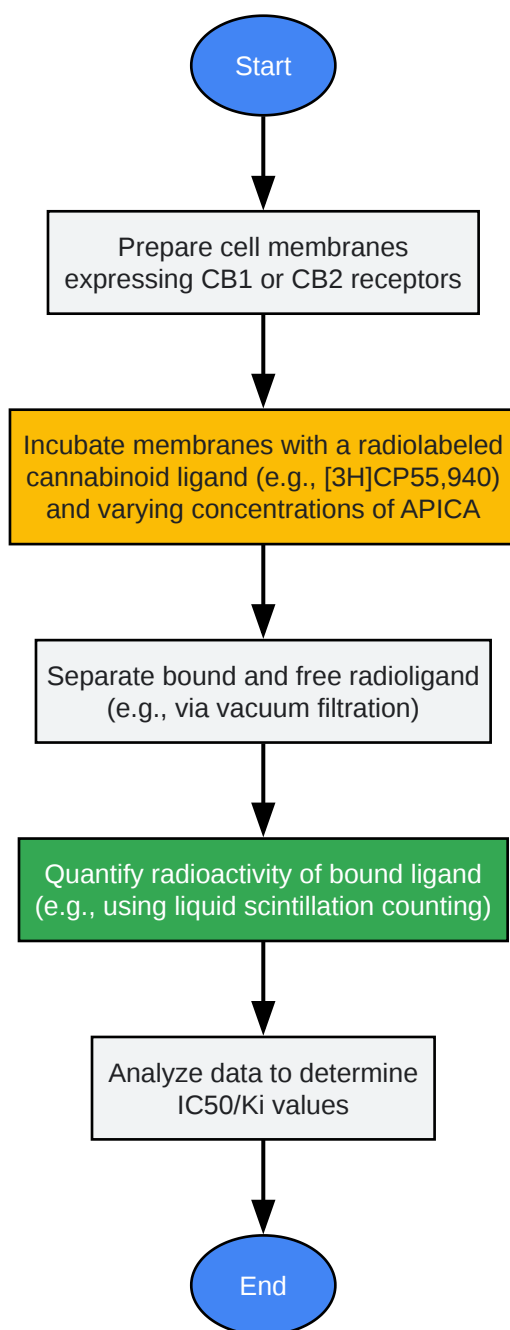 Start
Prepare cell membranes
expressing CB1 or CB2 receptors
Incubate membranes with a radiolabeled
cannabinoid ligand (e.g., [3H]CP55,940)
and varying concentrations of APICA
Separate bound and free radioligand
(e.g., via vacuum filtration)
Quantify radioactivity of bound ligand
(e.g., using liquid scintillation counting)
Analyze data to determine
IC50/Ki values
End